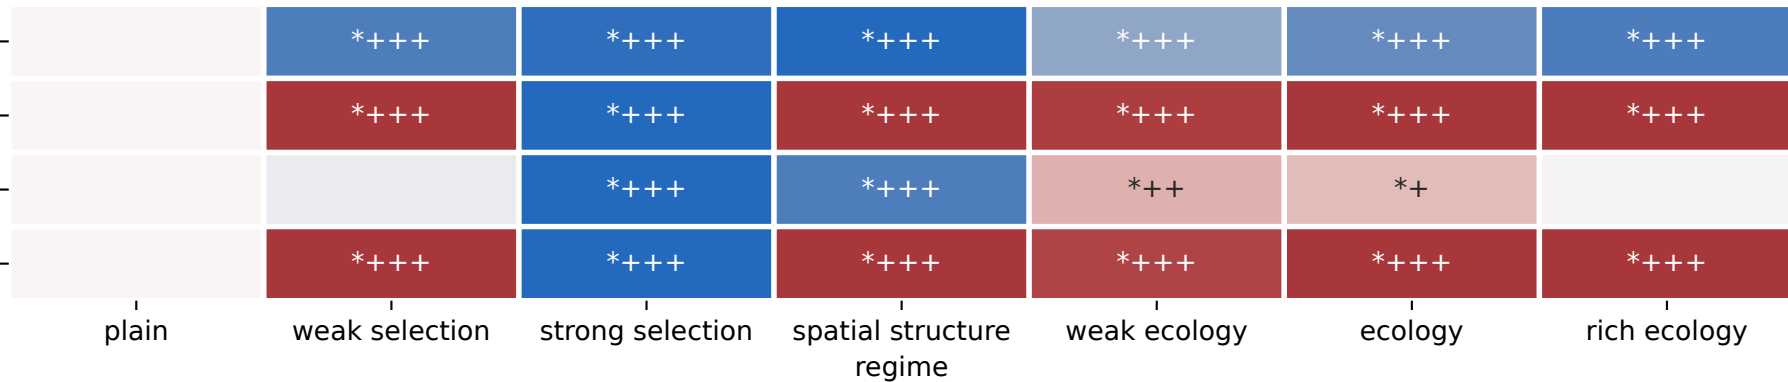 *+++ *+++ *+++ *+++ *+++ *+++
*+++ *+++ *+++ *+++ *+++ *+++
*+++ *+++ *++ *+
*+++ *+++ *+++ *+++ *+++ *+++
plain weak selection strong selection spatial structure weak ecology ecology rich ecology
regime